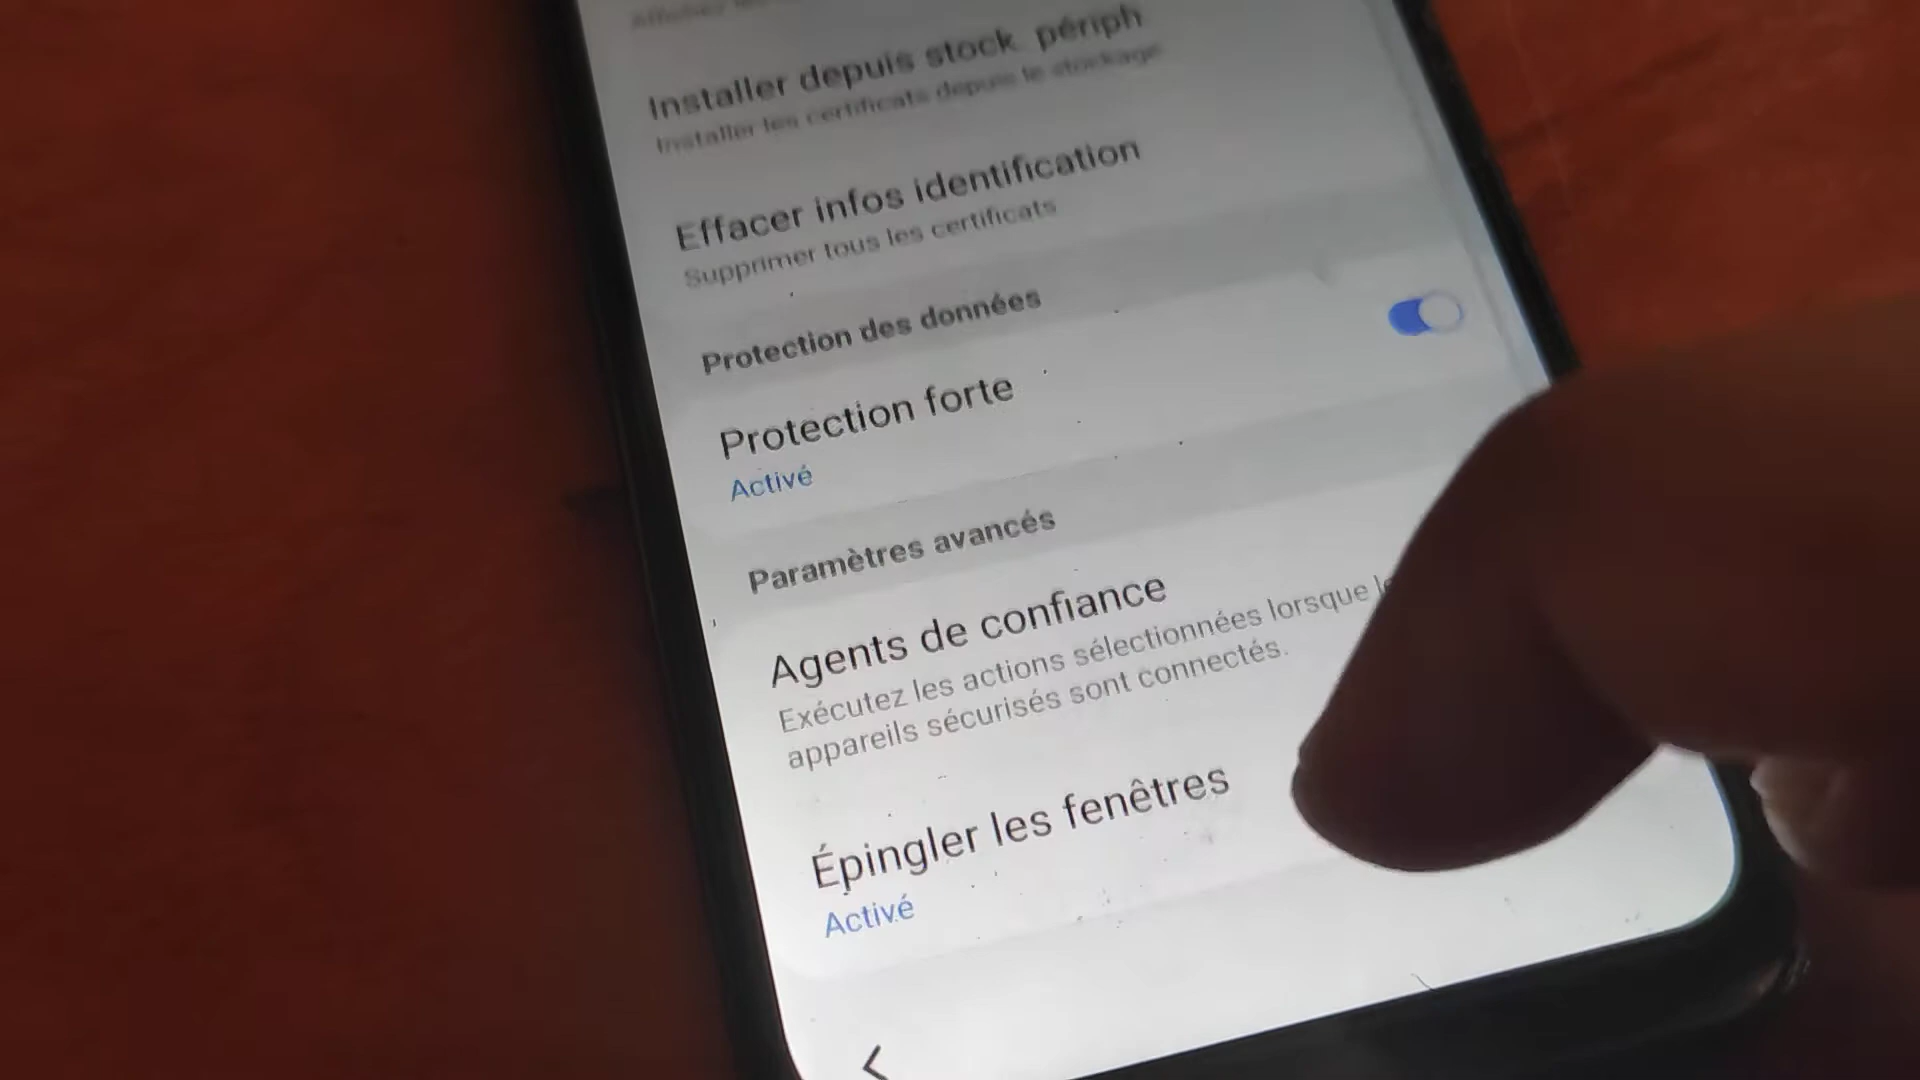 Installer depuis stock. périph
Installer les certificats depuis le stockage
Effacer infos identification
Supprimer tous les certificats
Protection des données
Protection forte
Activé
Paramètres avancés
Agents de confiance
Exécutez les actions sélectionnées lorsque
appareils sécurisés sont connectés.
Épingler les fenêtres
Activé